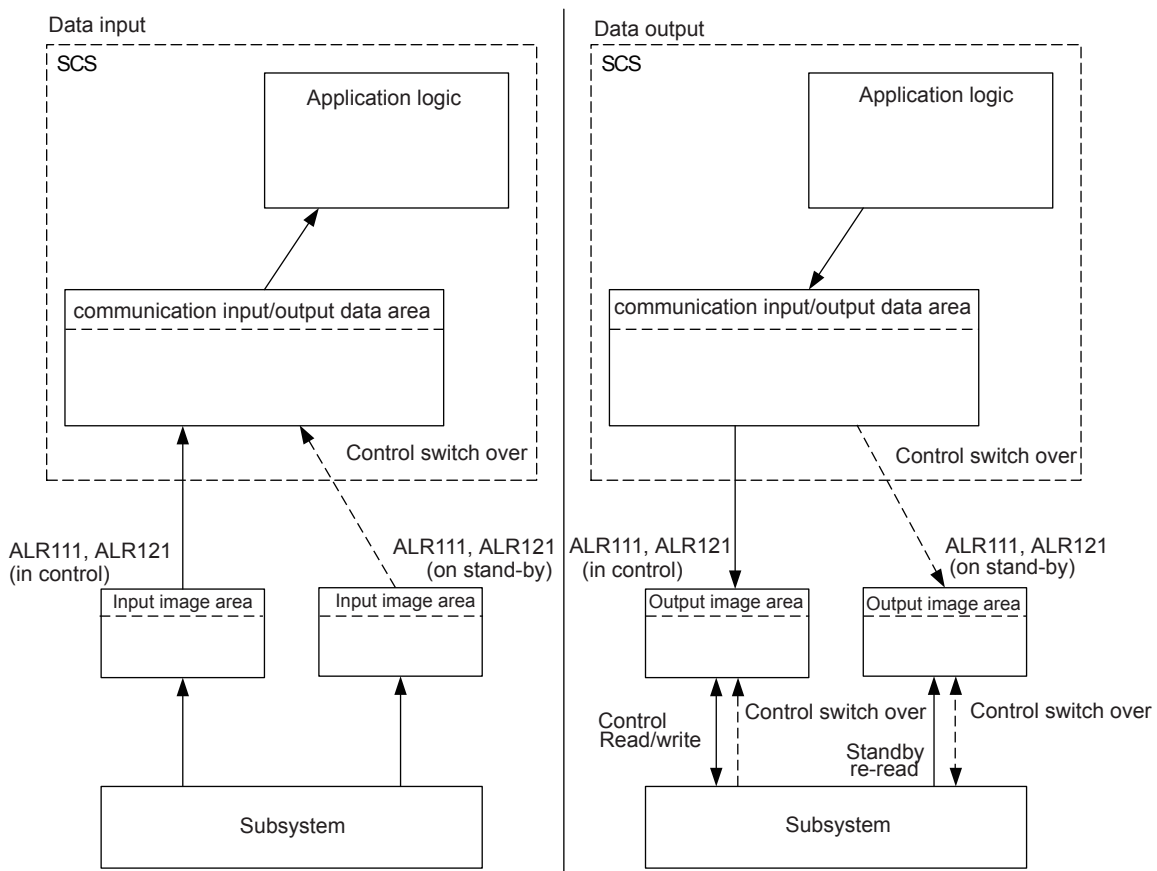 Data input
SCS
Application logic
communication input/output data area
Control switch over
ALR111, ALR121
(in control)
ALR111, ALR121
(on stand-by)
Input image area
Input image area
Subsystem
Data output
SCS
Application logic
communication input/output data area
Control switch over
ALR111, ALR121
(in control)
ALR111, ALR121
(on stand-by)
Output image area
Output image area
Control
Read/write
Control switch over
Standby
re-read
Control switch over
Subsystem